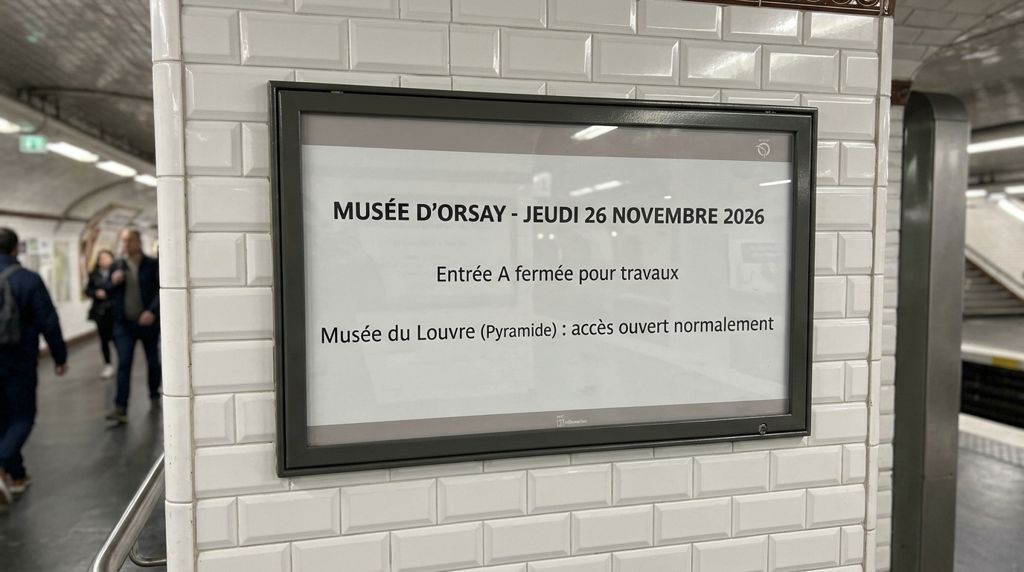 MUSÉE D'ORSAY - JEUDI 26 NOVEMBRE 2026
Entrée A fermée pour travaux
Musée du Louvre (Pyramide) : accès ouvert normalement